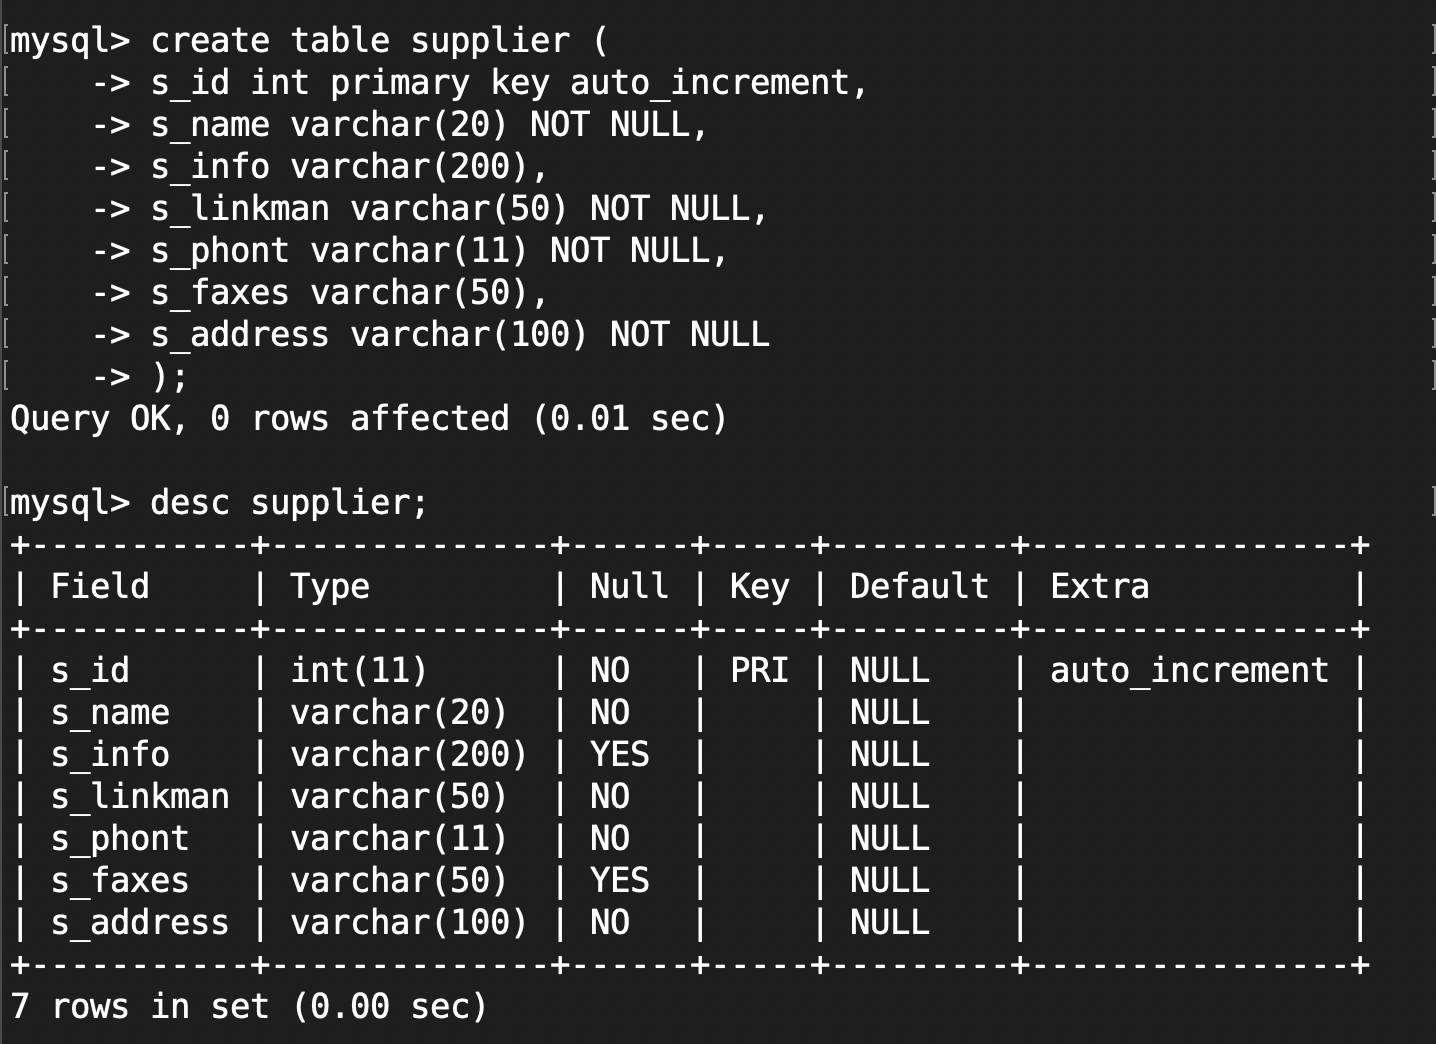 mysql> create table supplier (
    -> s_id int primary key auto_increment,
    -> s_name varchar(20) NOT NULL,
    -> s_info varchar(200),
    -> s_linkman varchar(50) NOT NULL,
    -> s_phont varchar(11) NOT NULL,
    -> s_faxes varchar(50),
    -> s_address varchar(100) NOT NULL
    -> );
Query OK, 0 rows affected (0.01 sec)

mysql> desc supplier;
+-----------+--------------+------+-----+---------+----------------+
| Field     | Type         | Null | Key | Default | Extra          |
+-----------+--------------+------+-----+---------+----------------+
| s_id      | int(11)      | NO   | PRI | NULL    | auto_increment |
| s_name    | varchar(20)  | NO   |     | NULL    |                |
| s_info    | varchar(200) | YES  |     | NULL    |                |
| s_linkman | varchar(50)  | NO   |     | NULL    |                |
| s_phont   | varchar(11)  | NO   |     | NULL    |                |
| s_faxes   | varchar(50)  | YES  |     | NULL    |                |
| s_address | varchar(100) | NO   |     | NULL    |                |
+-----------+--------------+------+-----+---------+----------------+
7 rows in set (0.00 sec)